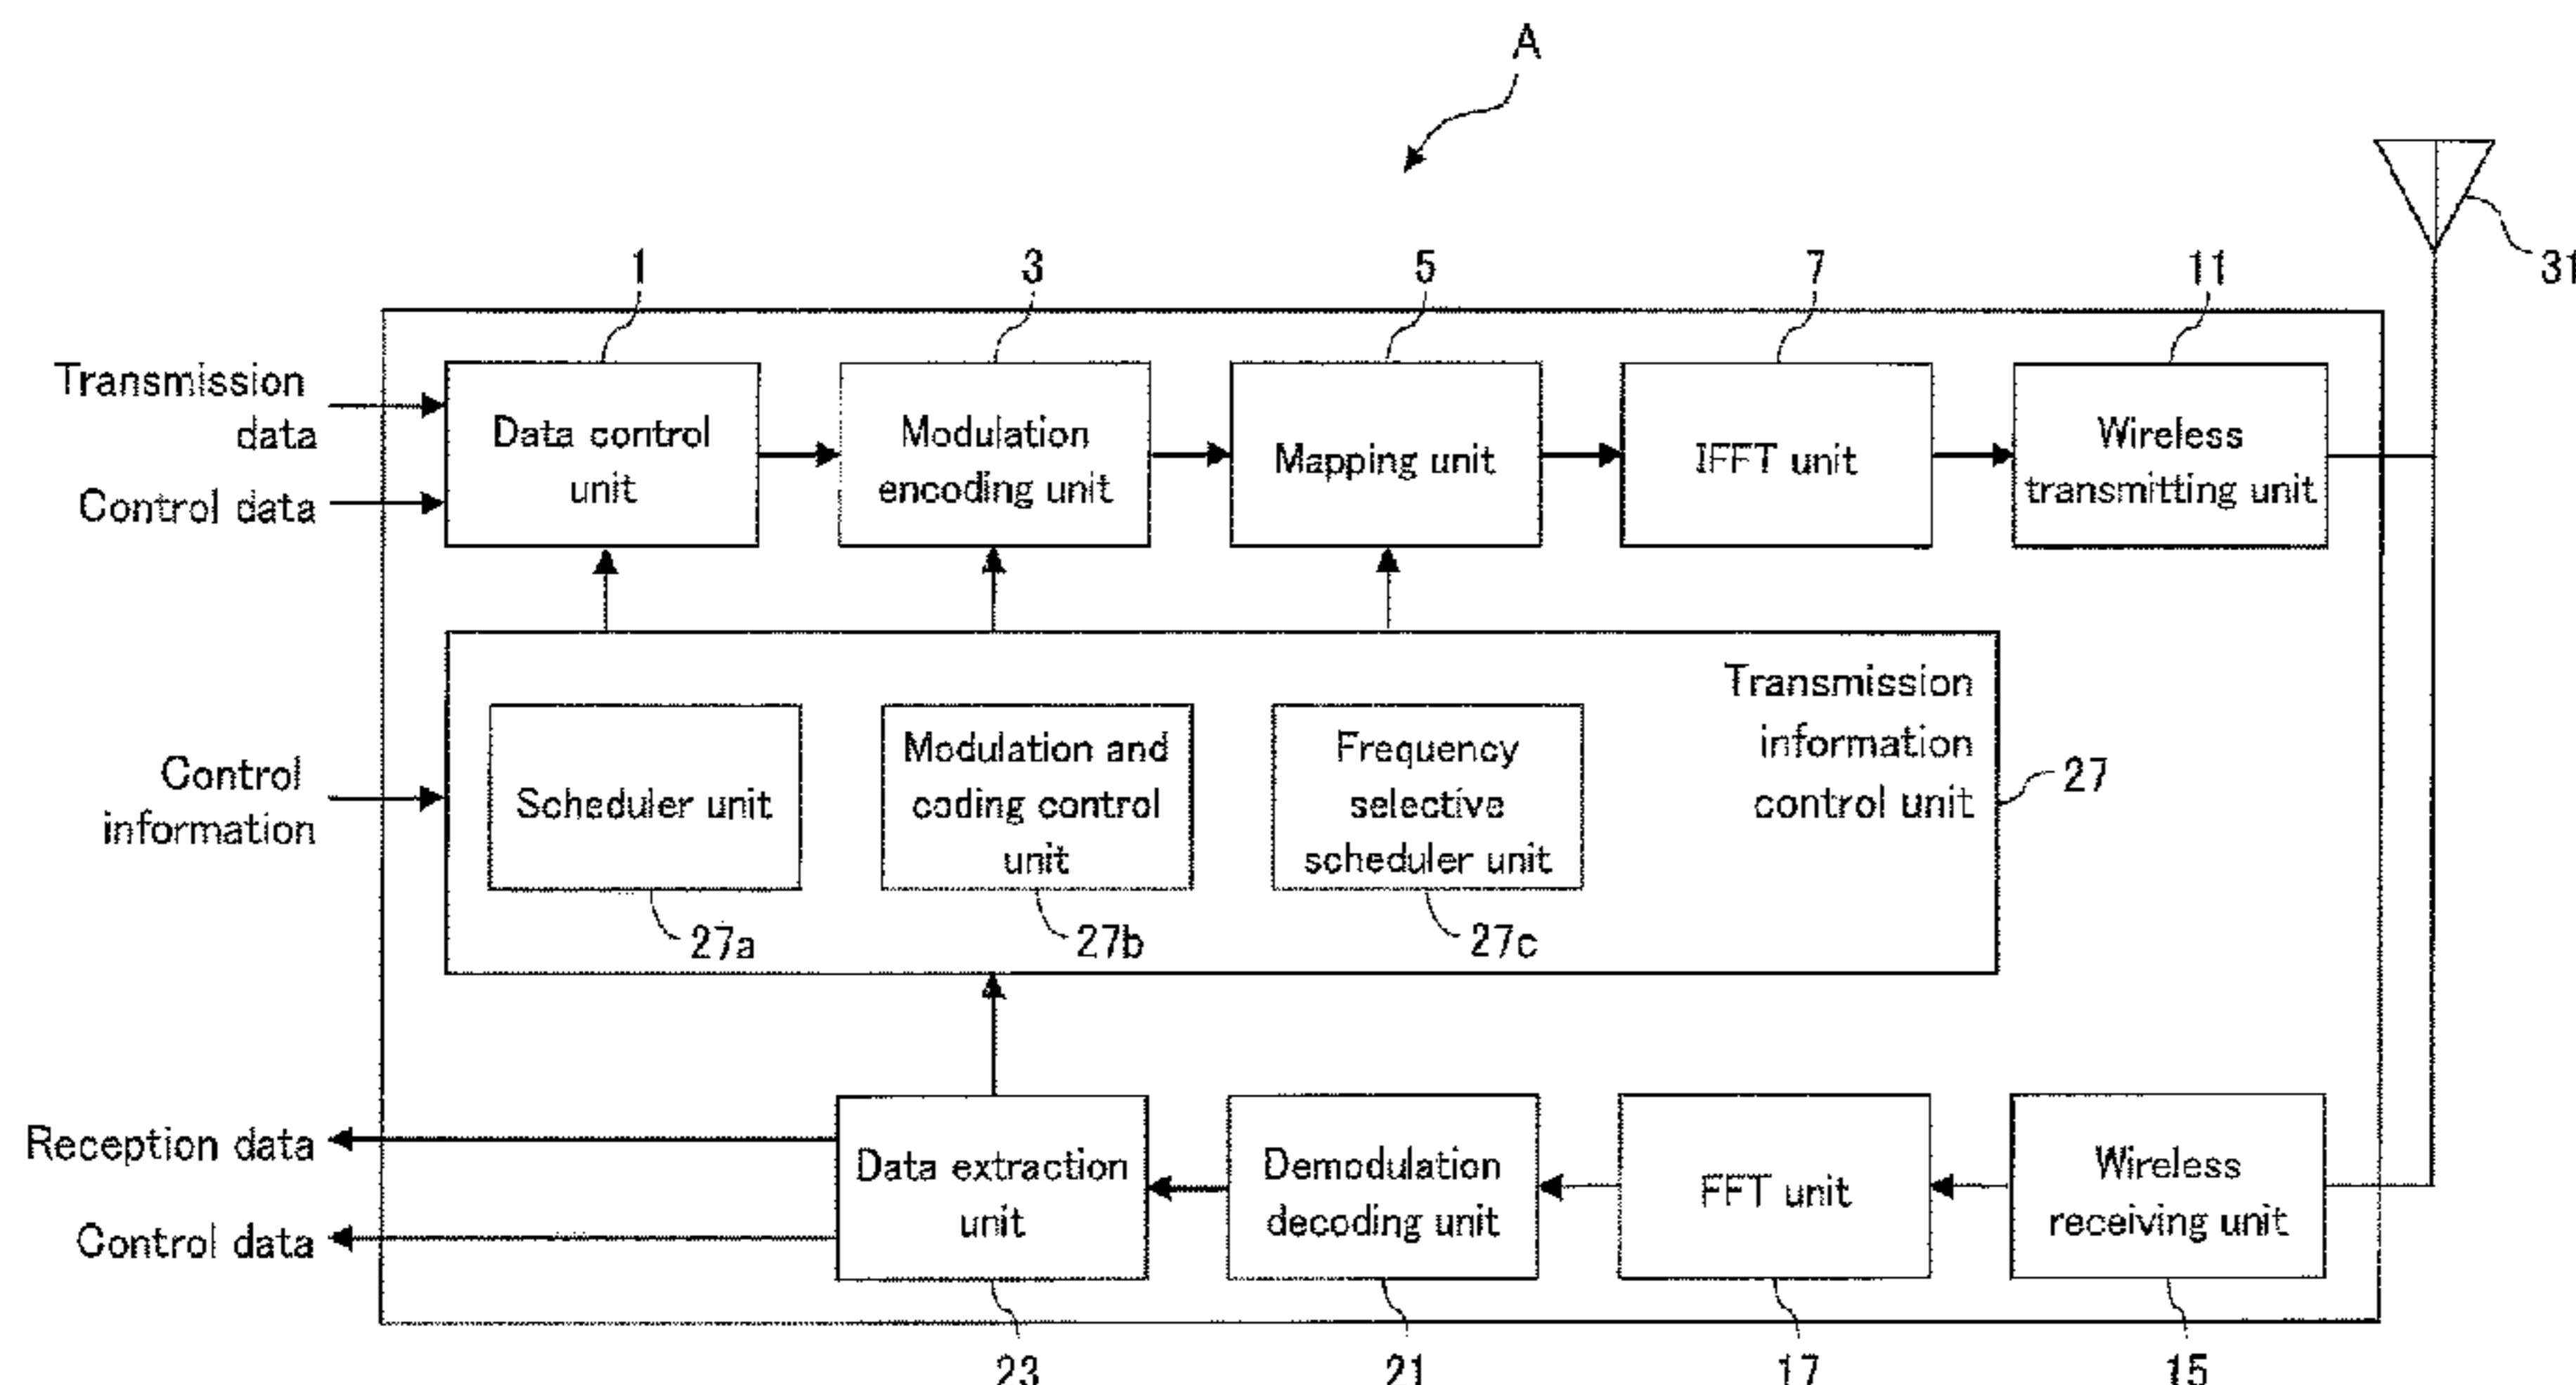 A
31
1
3
5
7
11
Transmission
data
Control data
Data control
unit
Modulation
encoding unit
Mapping unit
IFFT unit
Wireless
transmitting unit
Control
information
Scheduler unit
27a
Modulation and
coding control
unit
27b
Frequency
selective
scheduler unit
27c
Transmission
information
control unit
27
Reception data
Control data
Data extraction
unit
Demodulation
decoding unit
FFT unit
Wireless
receiving unit
23
21
17
15